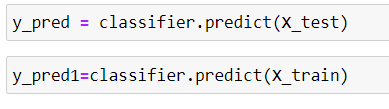 y_pred = classifier.predict(X_test)
y_pred1=classifier.predict(X_train)